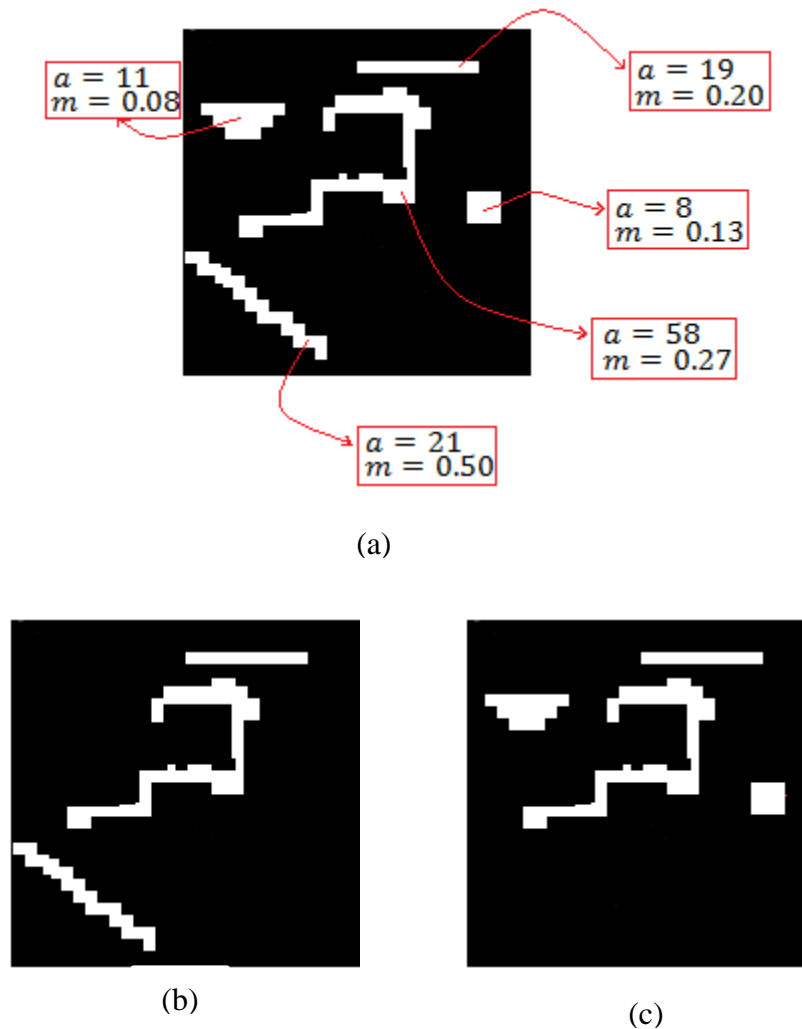 a = 11
m = 0.08
a = 19
m = 0.20
a = 8
m = 0.13
a = 58
m = 0.27
a = 21
m = 0.50
(a)
(b)
(c)